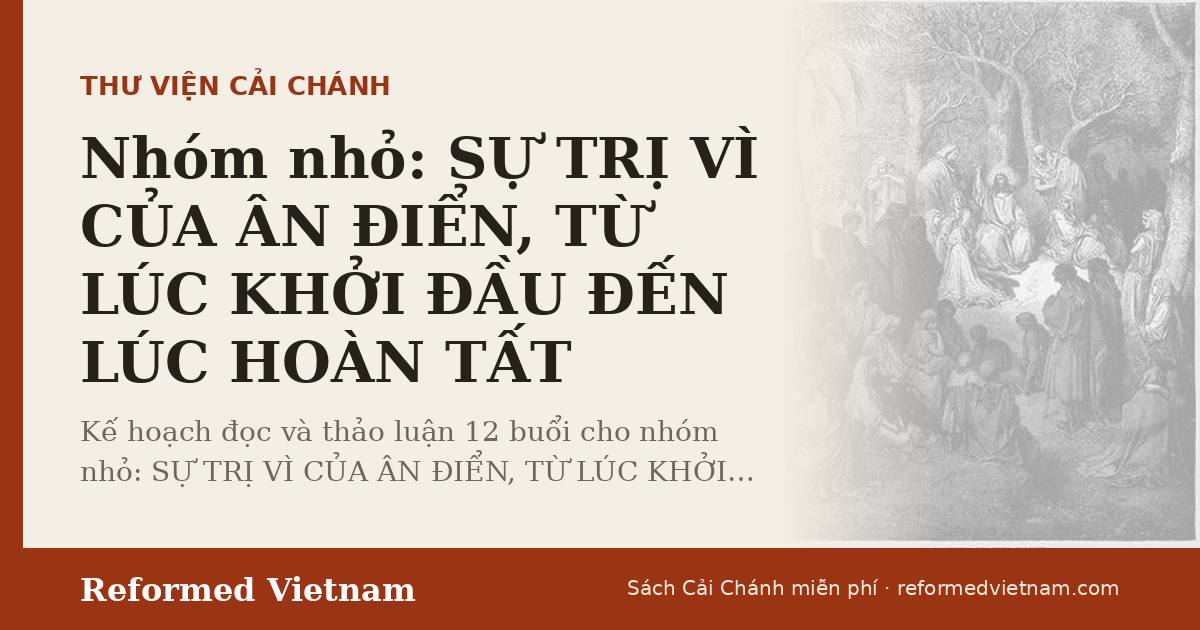 THƯ VIỆN CẢI CHÁNH
Nhóm nhỏ: SỰ TRỊ VÌ
CỦA ÂN ĐIỂN, TỪ
LÚC KHỞI ĐẦU ĐẾN
LÚC HOÀN TẤT
Kế hoạch đọc và thảo luận 12 buổi cho nhóm
nhỏ: SỰ TRỊ VÌ CỦA ÂN ĐIỂN, TỪ LÚC KHỞI...
Reformed Vietnam
Sách Cải Chánh miễn phí · reformedvietnam.com